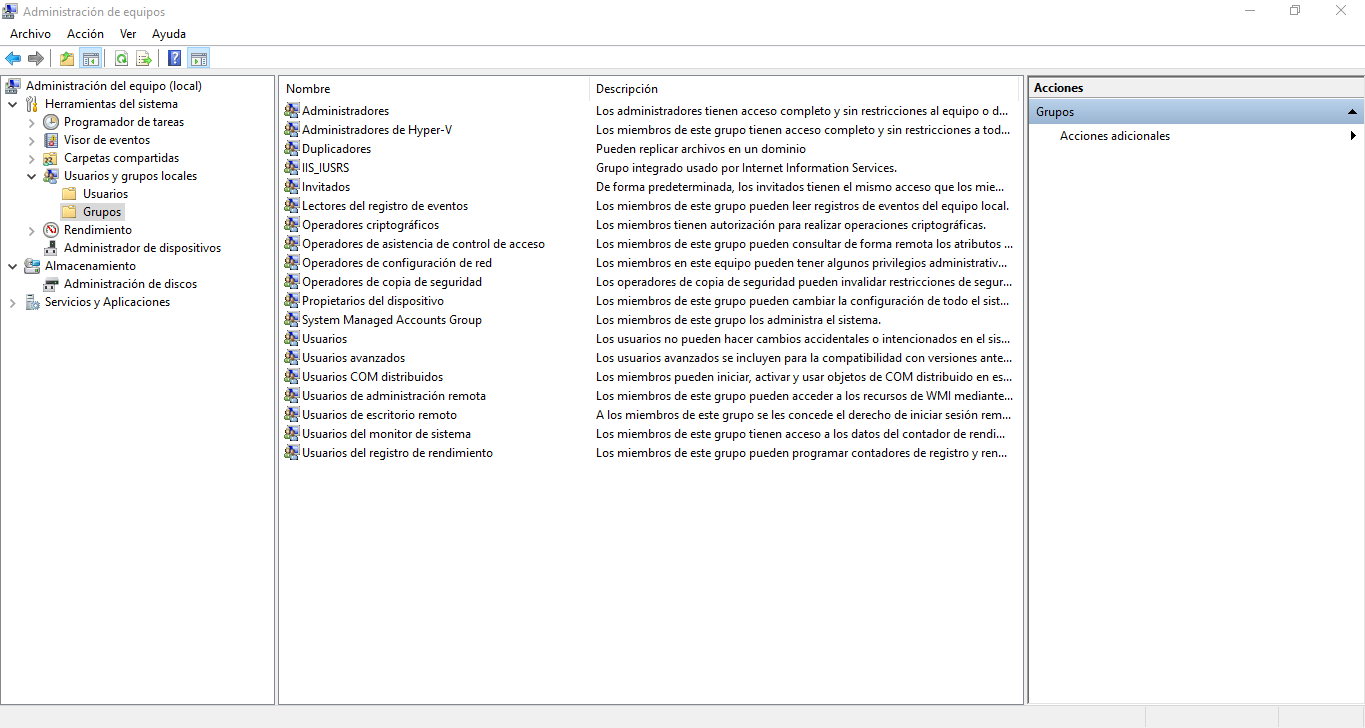 Administración de equipos
Archivo Acción Ver Ayuda
Administración del equipo (local)
Herramientas del sistema
Programador de tareas
Visor de eventos
Carpetas compartidas
Usuarios y grupos locales
Usuarios
Grupos
Rendimiento
Administrador de dispositivos
Almacenamiento
Administración de discos
Servicios y Aplicaciones
Nombre Descripción
Administradores Los administradores tienen acceso completo y sin restricciones al equipo o d...
Administradores de Hyper-V Los miembros de este grupo tienen acceso completo y sin restricciones a tod...
Duplicadores Pueden replicar archivos en un dominio
IIS_IUSRS Grupo integrado usado por Internet Information Services.
Invitados De forma predeterminada, los invitados tienen el mismo acceso que los mie...
Lectores del registro de eventos Los miembros de este grupo pueden leer registros de eventos del equipo local.
Operadores criptográficos Los miembros tienen autorización para realizar operaciones criptográficas.
Operadores de asistencia de control de acceso Los miembros de este grupo pueden consultar de forma remota los atributos ...
Operadores de configuración de red Los miembros en este equipo pueden tener algunos privilegios administrativ...
Operadores de copia de seguridad Los operadores de copia de seguridad pueden invalidar restricciones de segur...
Propietarios del dispositivo Los miembros de este grupo pueden cambiar la configuración de todo el sist...
System Managed Accounts Group Los miembros de este grupo los administra el sistema.
Usuarios Los usuarios no pueden hacer cambios accidentales o intencionados en el sis...
Usuarios avanzados Los usuarios avanzados se incluyen para la compatibilidad con versiones ante...
Usuarios COM distribuidos Los miembros pueden iniciar, activar y usar objetos de COM distribuido en es...
Usuarios de administración remota Los miembros de este grupo pueden acceder a los recursos de WMI mediante...
Usuarios de escritorio remoto A los miembros de este grupo se les concede el derecho de iniciar sesión rem...
Usuarios del monitor de sistema Los miembros de este grupo tienen acceso a los datos del contador de rendi...
Usuarios del registro de rendimiento Los miembros de este grupo pueden programar contadores de registro y ren...
Acciones
Grupos
Acciones adicionales